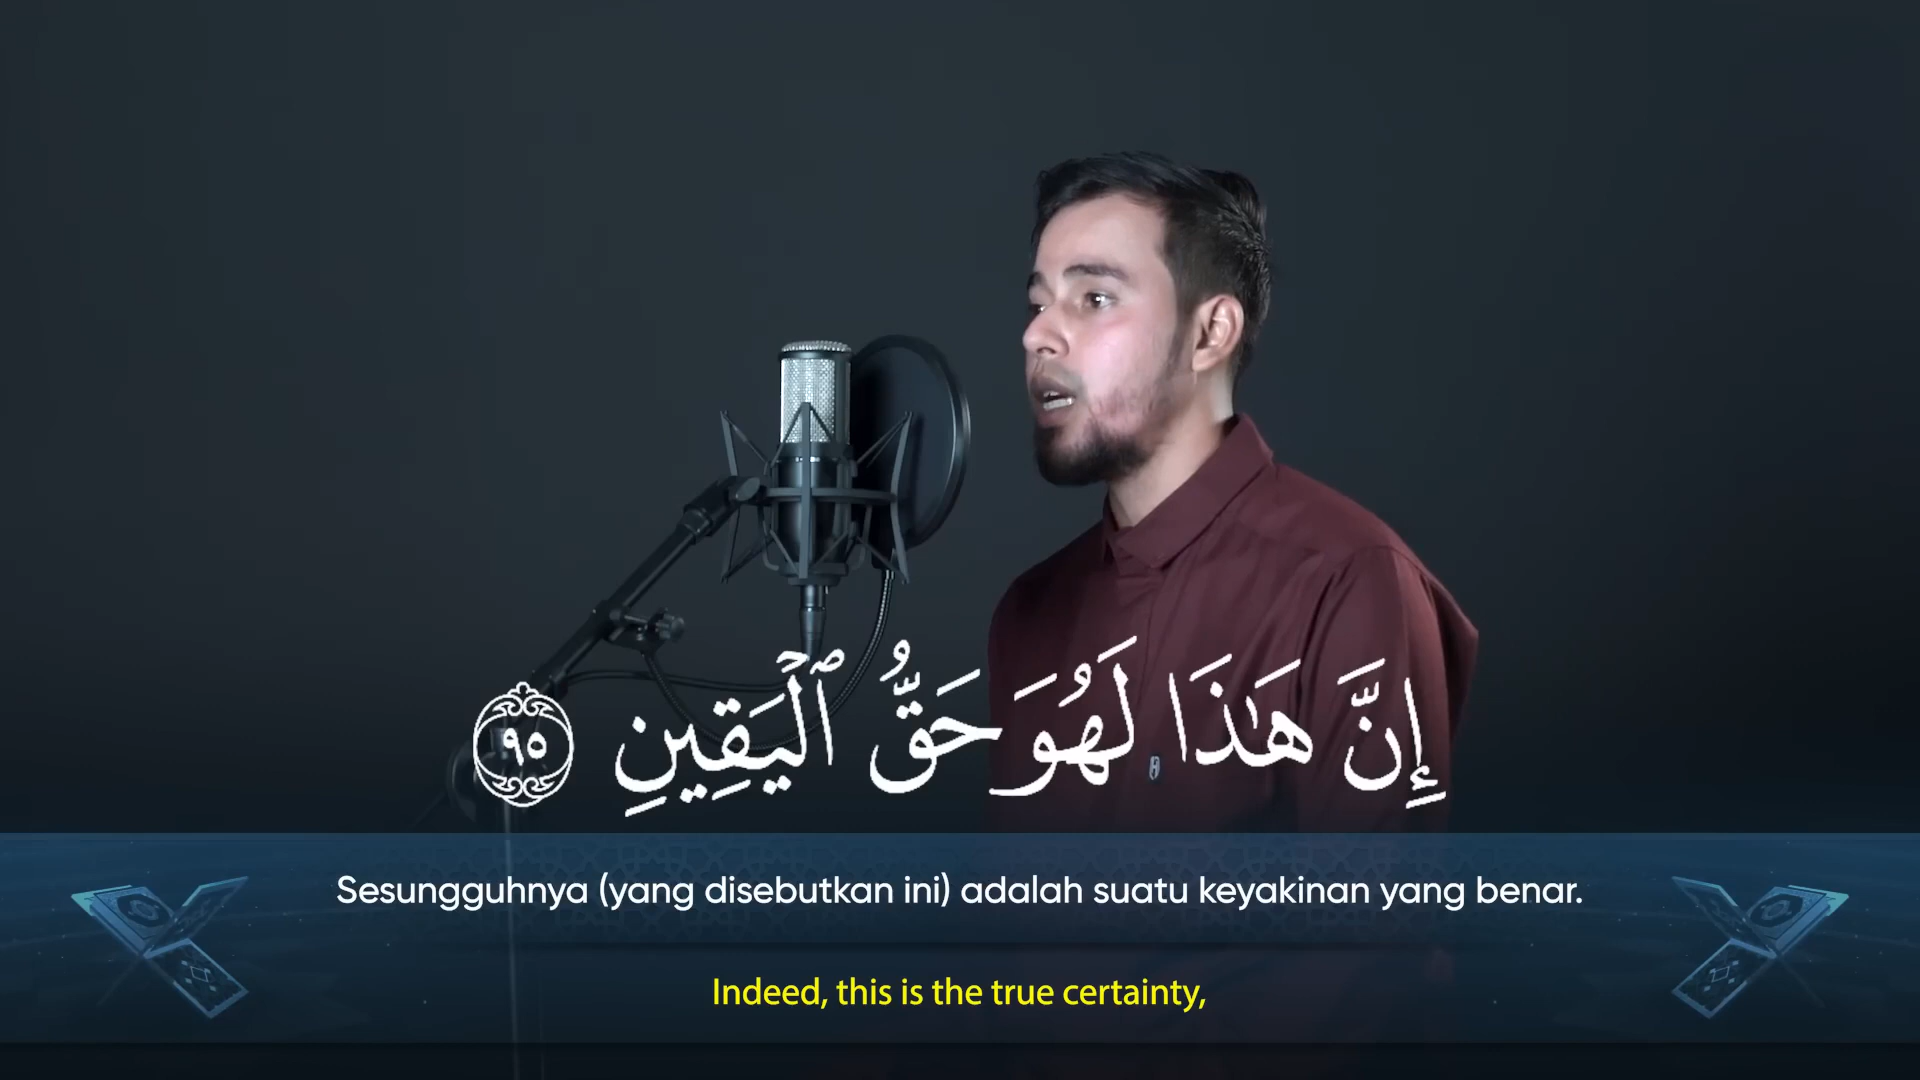 إِنَّ هَٰذَا لَهُوَ حَقُّ ٱلْيَقِينِ ٩٥
Sesungguhnya (yang disebutkan ini) adalah suatu keyakinan yang benar.
Indeed, this is the true certainty,